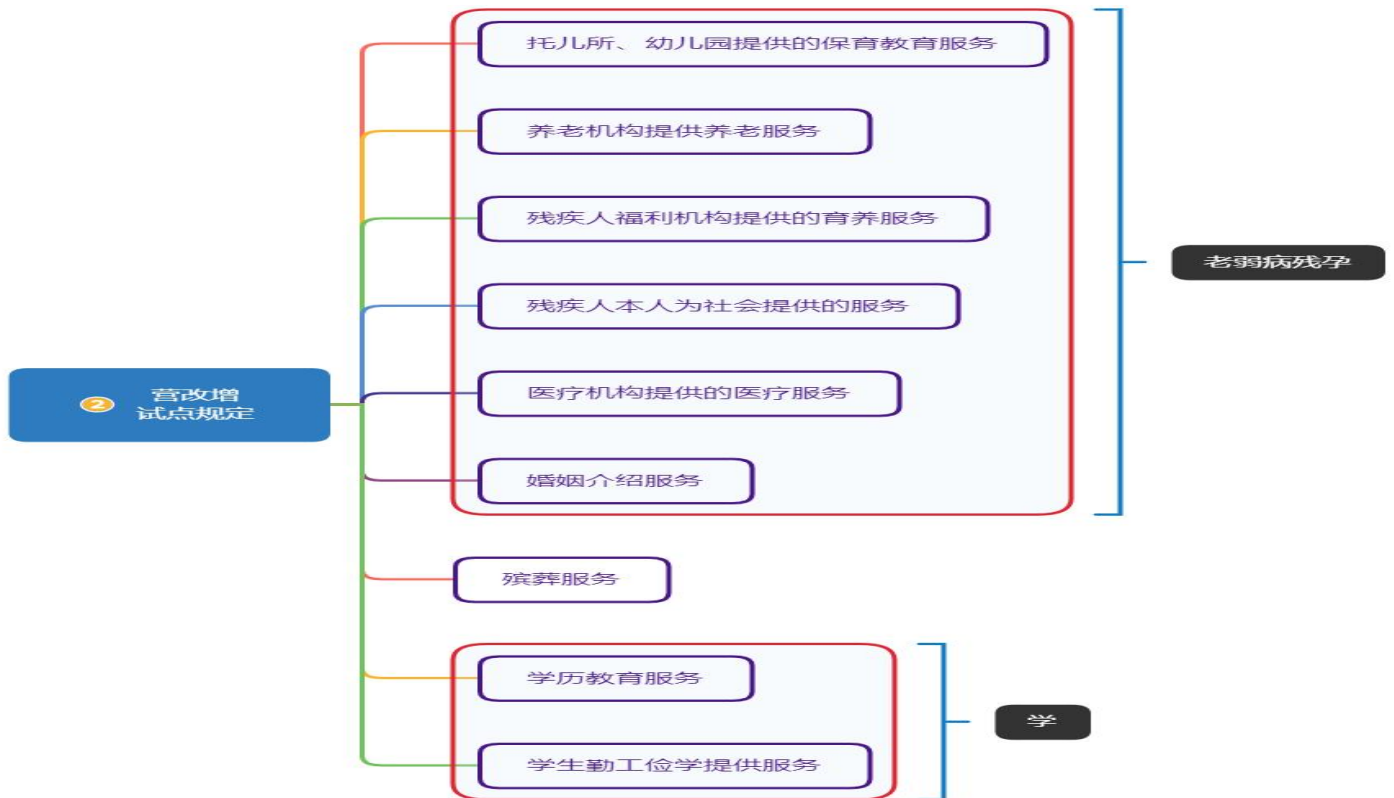 托儿所、幼儿园提供的保育教育服务
养老机构提供养老服务
残疾人福利机构提供的育养服务
老弱病残孕
残疾人本人为社会提供的服务
② 营改增
试点规定
医疗机构提供的医疗服务
婚姻介绍服务
殡葬服务
学历教育服务
学
学生勤工俭学提供服务